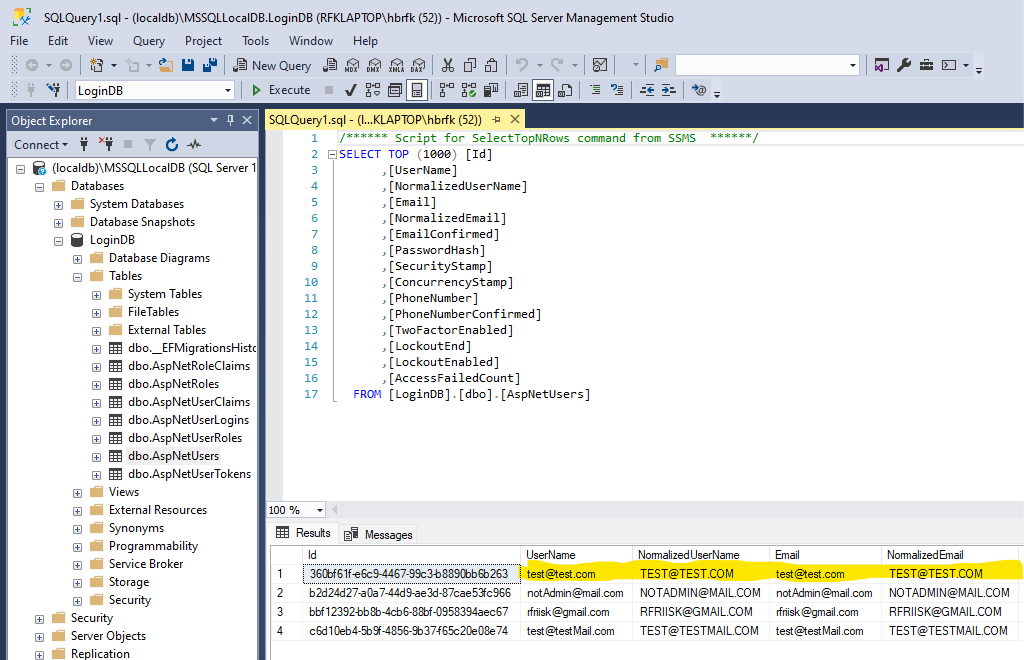 SQLQuery1.sql - (localdb)\MSSQLLocalDB.LoginDB (RFKLAPTOP\hbrfk (52)) - Microsoft SQL Server Management Studio
File Edit View Query Project Tools Window Help
New Query MDX DMX XMLA DAX
LoginDB Execute
Object Explorer
Connect
(localdb)\MSSQLLocalDB (SQL Server 1
Databases
System Databases
Database Snapshots
LoginDB
Database Diagrams
Tables
System Tables
FileTables
External Tables
dbo.__EFMigrationsHisto
dbo.AspNetRoleClaims
dbo.AspNetRoles
dbo.AspNetUserClaims
dbo.AspNetUserLogins
dbo.AspNetUserRoles
dbo.AspNetUsers
dbo.AspNetUserTokens
Views
External Resources
Synonyms
Programmability
Service Broker
Storage
Security
Security
Server Objects
Replication
SQLQuery1.sql - (l...KLAPTOP\hbrfk (52))
1 /****** Script for SelectTopNRows command from SSMS  ******/
2 SELECT TOP (1000) [Id]
3 ,[UserName]
4 ,[NormalizedUserName]
5 ,[Email]
6 ,[NormalizedEmail]
7 ,[EmailConfirmed]
8 ,[PasswordHash]
9 ,[SecurityStamp]
10 ,[ConcurrencyStamp]
11 ,[PhoneNumber]
12 ,[PhoneNumberConfirmed]
13 ,[TwoFactorEnabled]
14 ,[LockoutEnd]
15 ,[LockoutEnabled]
16 ,[AccessFailedCount]
17 FROM [LoginDB].[dbo].[AspNetUsers]
100 %
Results Messages
Id UserName NormalizedUserName Email NormalizedEmail
1 360bf61f-e6c9-4467-99c3-b8890bb6b263 test@test.com TEST@TEST.COM test@test.com TEST@TEST.COM
2 b2d24d27-a0a7-44d9-ae3d-87cae53fc966 notAdmin@mail.com NOTADMIN@MAIL.COM notAdmin@mail.com NOTADMIN@MAIL.COM
3 bbf12392-bb8b-4cb6-88bf-0958394aec67 rfriisk@gmail.com RFRIISK@GMAIL.COM rfriisk@gmail.com RFRIISK@GMAIL.COM
4 c6d10eb4-5b9f-4856-9b37-f65c20e08e74 test@testMail.com TEST@TESTMAIL.COM test@testMail.com TEST@TESTMAIL.COM